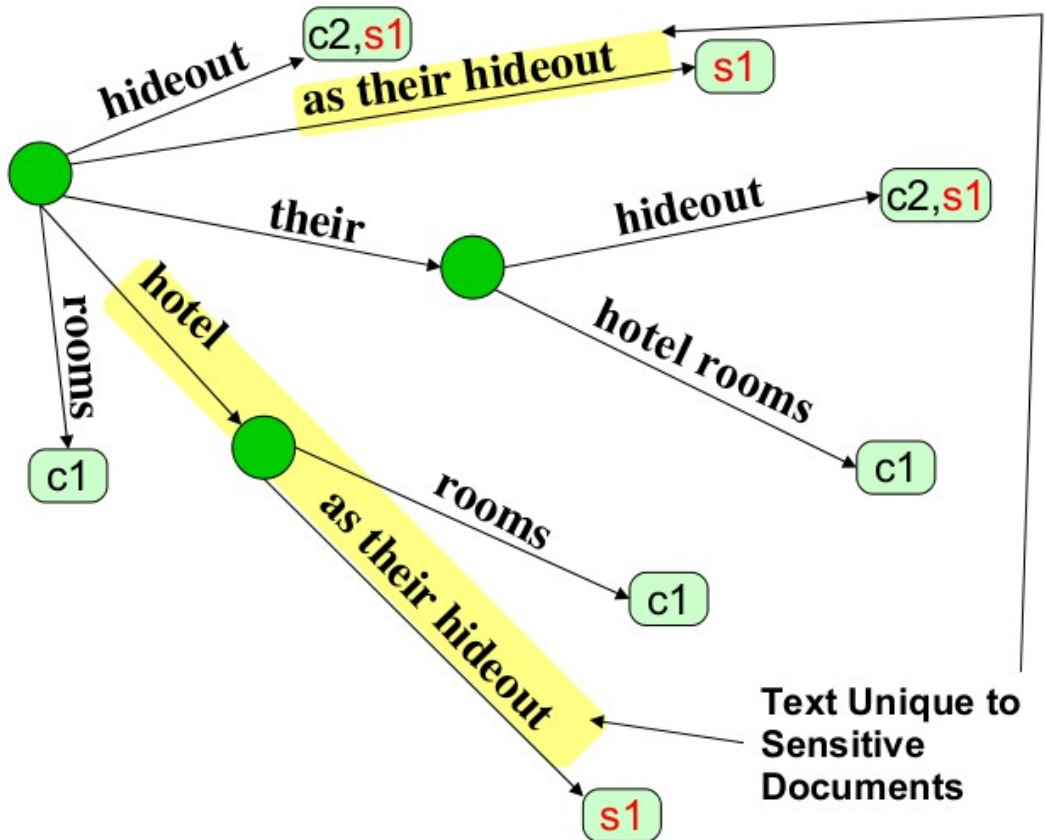 hideout
c2,s1
as their hideout
s1
their
hideout
c2,s1
hotel
rooms
hotel rooms
c1
c1
rooms
c1
as their hideout
s1
Text Unique to
Sensitive
Documents